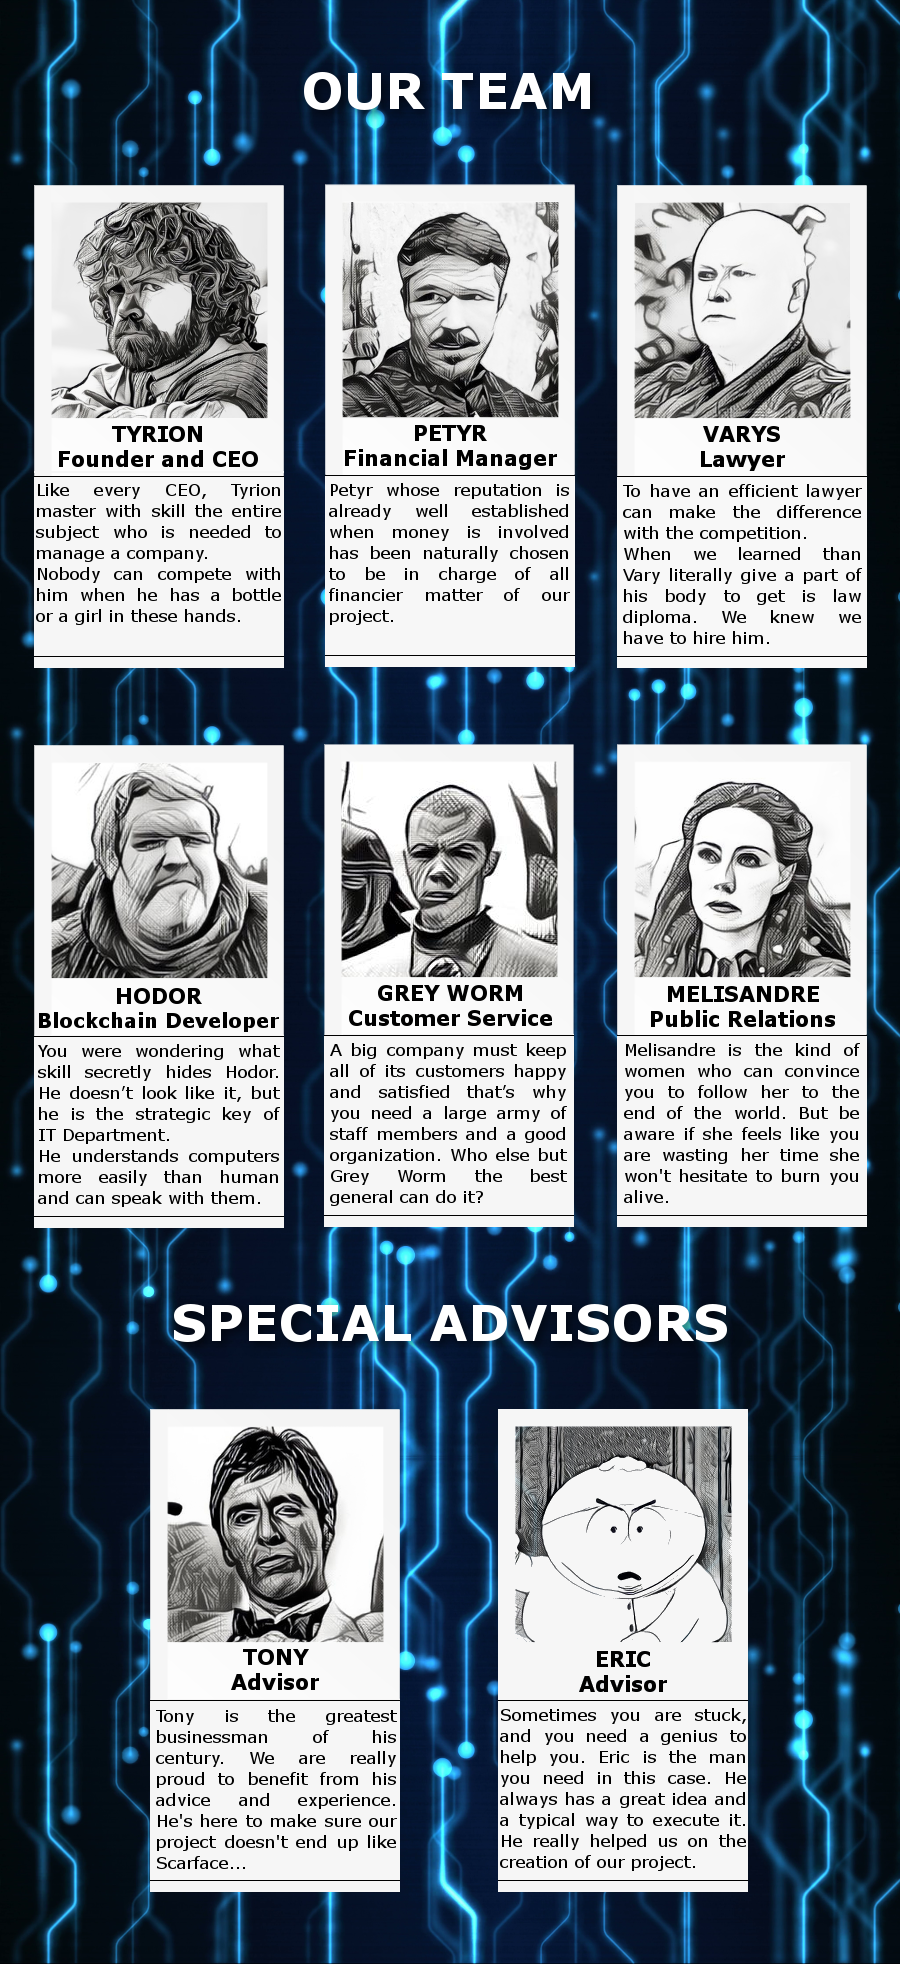 OUR TEAM
TYRION
Founder and CEO
Like every CEO, Tyrion
master with skill the entire
subject who is needed to
manage a company.
Nobody can compete with
him when he has a bottle
or a girl in these hands.
PETYR
Financial Manager
Petyr whose reputation is
already well established
when money is involved
has been naturally chosen
to be in charge of all
financier matter of our
project.
VARYS
Lawyer
To have an efficient lawyer
can make the difference
with the competition.
When we learned than
Vary literally give a part of
his body to get is law
diploma. We knew we
have to hire him.
HODOR
Blockchain Developer
You were wondering what
skill secretly hides Hodor.
He doesn’t look like it, but
he is the strategic key of
IT Department.
He understands computers
more easily than human
and can speak with them.
GREY WORM
Customer Service
A big company must keep
all of its customers happy
and satisfied that’s why
you need a large army of
staff members and a good
organization. Who else but
Grey Worm the best
general can do it?
MELISANDRE
Public Relations
Melisandre is the kind of
women who can convince
you to follow her to the
end of the world. But be
aware if she feels like you
are wasting her time she
won't hesitate to burn you
alive.
SPECIAL ADVISORS
TONY
Advisor
Tony is the greatest
businessman of his
century. We are really
proud to benefit from his
advice and experience.
He's here to make sure our
project doesn't end up like
Scarface...
ERIC
Advisor
Sometimes you are stuck,
and you need a genius to
help you. Eric is the man
you need in this case. He
always has a great idea and
a typical way to execute it.
He really helped us on the
creation of our project.